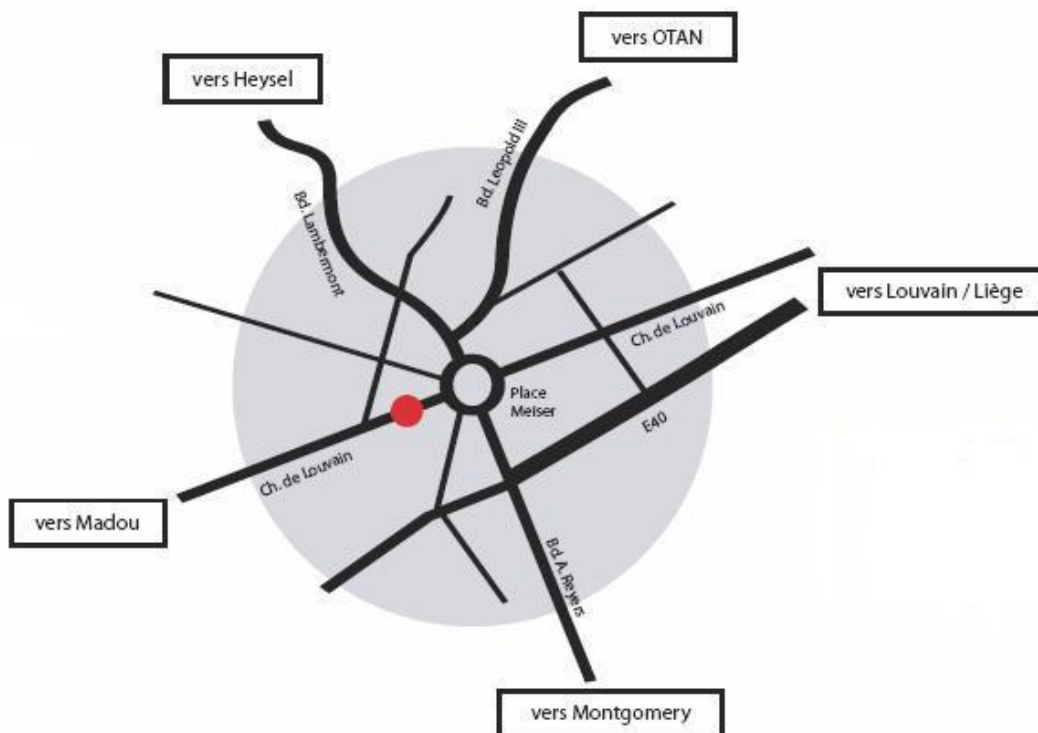 vers OTAN
vers Heysel
Bd. Leopold III
Bd. Lambermont
vers Louvain / Liège
Ch. de Louvain
Place
Meiser
E40
Ch. de Louvain
vers Madou
Bd. A. Reyers
vers Montgomery